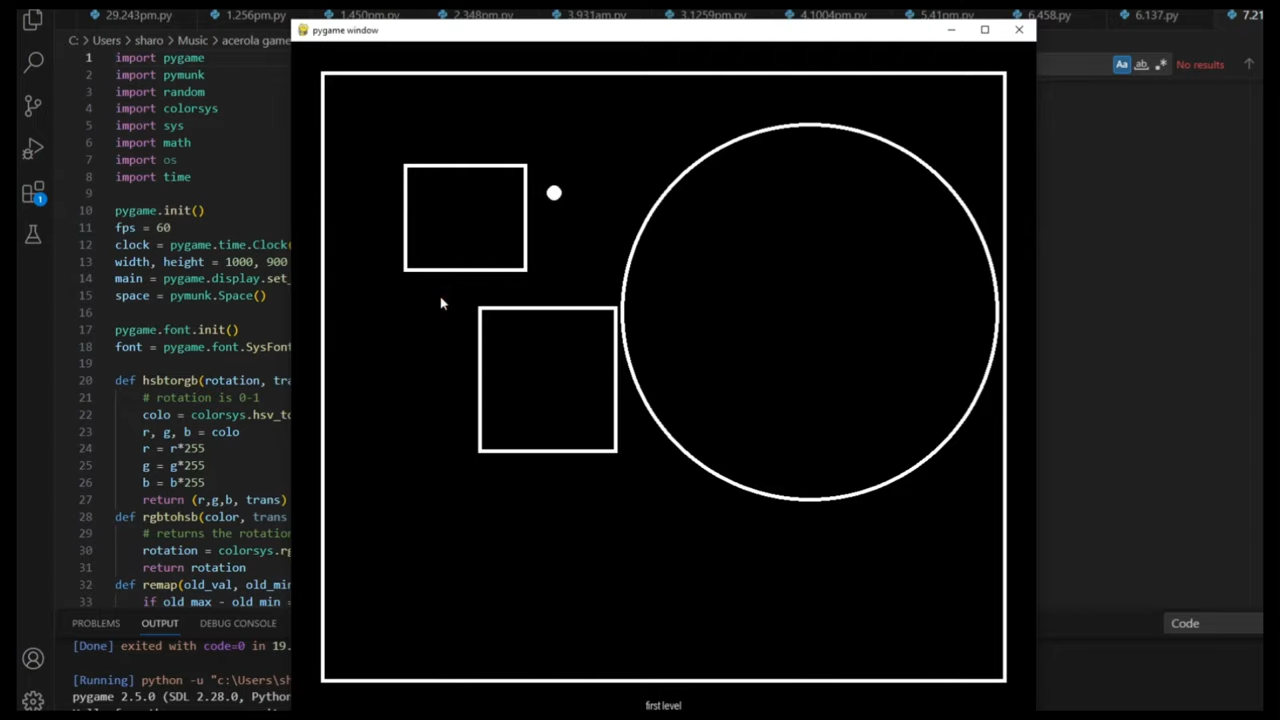 29.243pm.py 1.256pm.py 1.450pm.py 2.348pm.py 3.931am.py 3.1259pm.py 4.1004pm.py 5.41pm.py 6.458.py 6.137.py 7.21
pygame window
C: > Users > sharo > Music > acerola game
Aa ab .* No results
1 import pygame
2 import pymunk
3 import random
4 import colorsys
5 import sys
6 import math
7 import os
8 import time
9
10 pygame.init()
11 fps = 60
12 clock = pygame.time.Clock(
13 width, height = 1000, 900
14 main = pygame.display.set_
15 space = pymunk.Space()
16
17 pygame.font.init()
18 font = pygame.font.SysFon
19
20 def hsbtorgb(rotation, tra
21 # rotation is 0-1
22 colo = colorsys.hsv_to
23 r, g, b = colo
24 r = r*255
25 g = g*255
26 b = b*255
27 return (r,g,b, trans)
28 def rgbtohsb(color, trans
29 # returns the rotation
30 rotation = colorsys.rg
31 return rotation
32 def remap(old_val, old_min
33 if old_max - old_min =
PROBLEMS OUTPUT DEBUG CONSOLE
Code
[Done] exited with code=0 in 19.
[Running] python -u "c:\Users\sh
pygame 2.5.0 (SDL 2.28.0, Python
first level
1